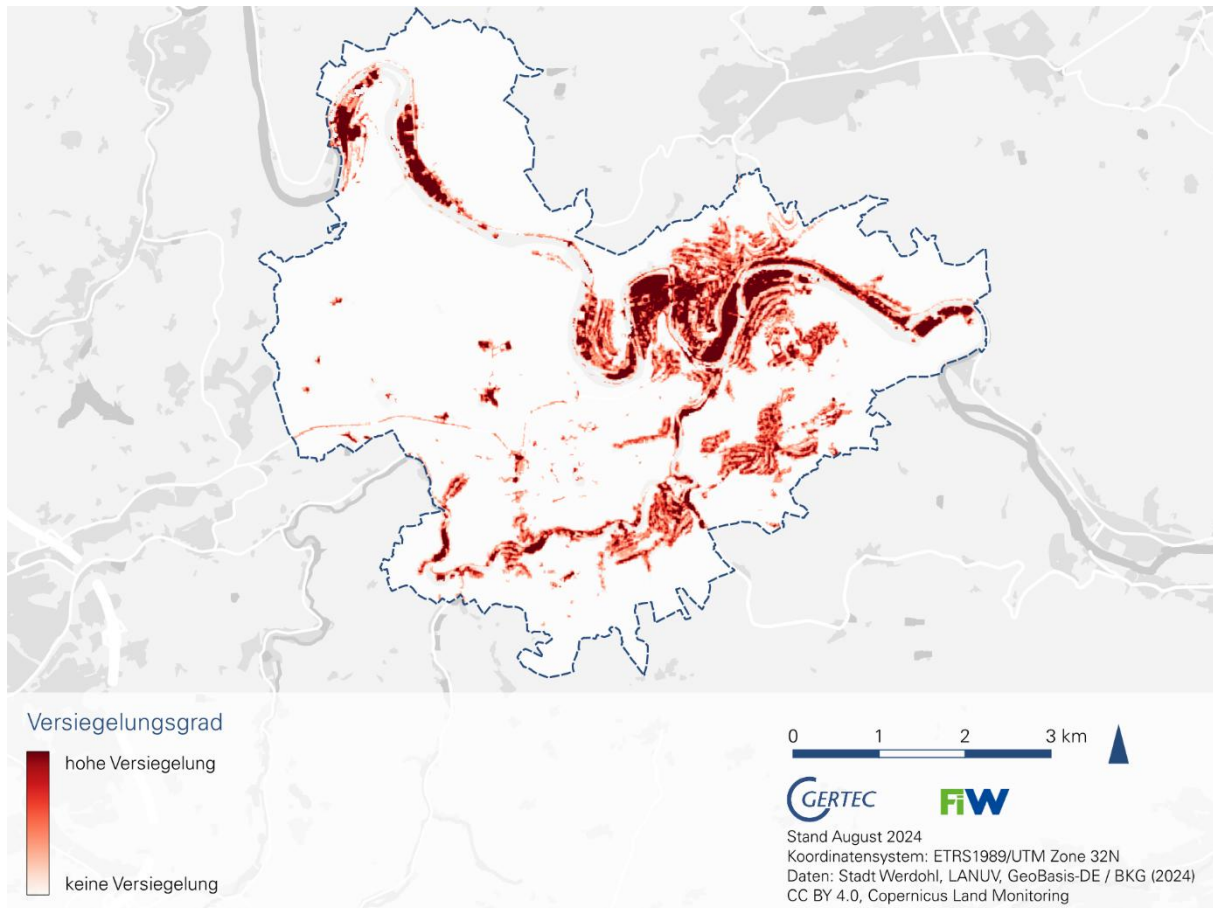 Versiegelungsgrad
hohe Versiegelung
keine Versiegelung
0 1 2 3 km
GERTEC
FiW
Stand August 2024
Koordinatensystem: ETRS1989/UTM Zone 32N
Daten: Stadt Werdohl, LANUV, GeoBasis-DE / BKG (2024)
CC BY 4.0, Copernicus Land Monitoring